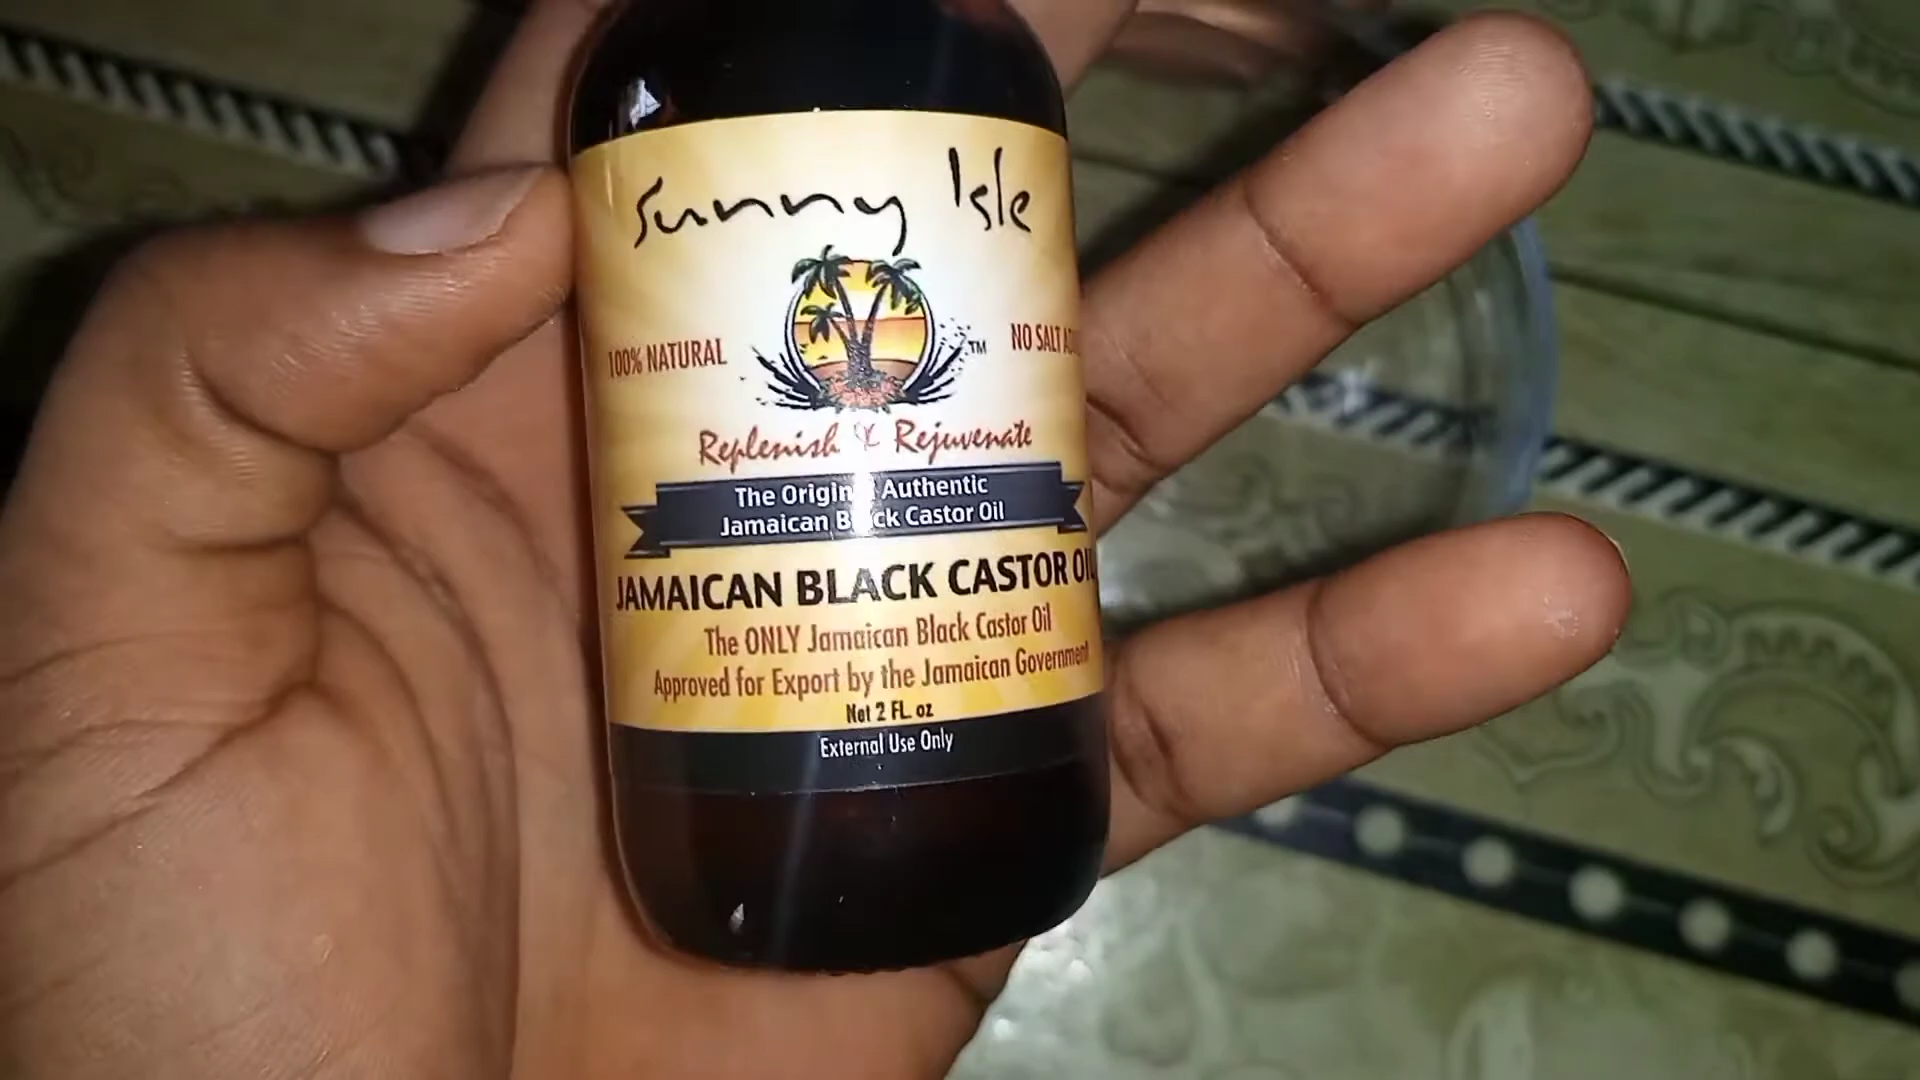 Sunny Isle
100% NATURAL
NO SALT
TM
Replenish & Rejuvenate
The Original Authentic
Jamaican Black Castor Oil
JAMAICAN BLACK CASTOR OIL
The ONLY Jamaican Black Castor Oil
Approved for Export by the Jamaican Government
Net 2 FL. oz
External Use Only